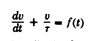 dv/dt + v/τ = f(t)